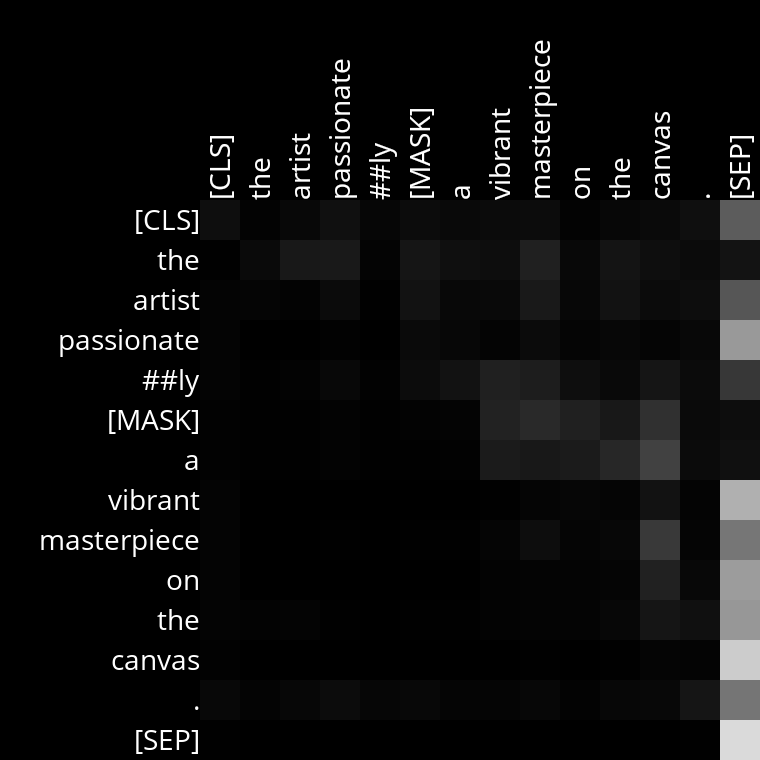 [CLS] the artist passionate ##ly [MASK] a vibrant masterpiece on the canvas . [SEP]
[CLS]
the
artist
passionate
##ly
[MASK]
a
vibrant
masterpiece
on
the
canvas
.
[SEP]